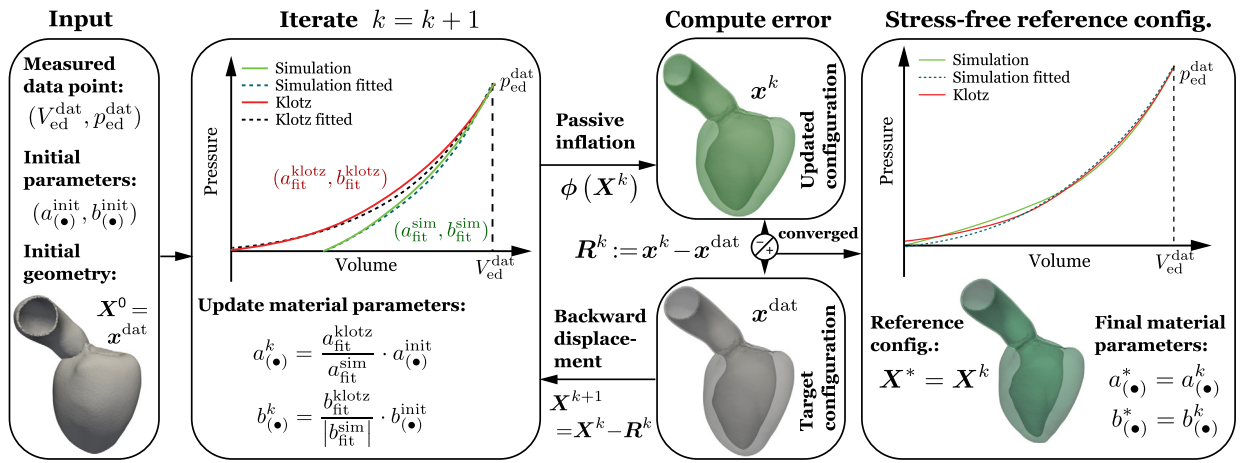 Input
Measured
data point:
(V_ed^dat, p_ed^dat)
Initial
parameters:
(a_(●)^init, b_(●)^init)
Initial
geometry:
X⁰ =
x^dat
Iterate k = k + 1
Simulation
Simulation fitted
Klotz
Klotz fitted
p_ed^dat
Pressure
(a_fit^klotz, b_fit^klotz)
(a_fit^sim, b_fit^sim)
Volume
V_ed^dat
Update material parameters:
a_(●)^k = a_fit^klotz / a_fit^sim · a_(●)^init
b_(●)^k = b_fit^klotz / |b_fit^sim| · b_(●)^init
Passive
inflation
ϕ (X^k)
Compute error
x^k
Updated
configuration
R^k := x^k − x^dat
converged
x^dat
Target
configuration
Backward
displace-
ment
X^(k+1)
= X^k − R^k
Stress-free reference config.
Simulation
Simulation fitted
Klotz
p_ed^dat
Pressure
Volume
V_ed^dat
Reference
config.:
X* = X^k
Final material
parameters:
a_(●)^* = a_(●)^k
b_(●)^* = b_(●)^k